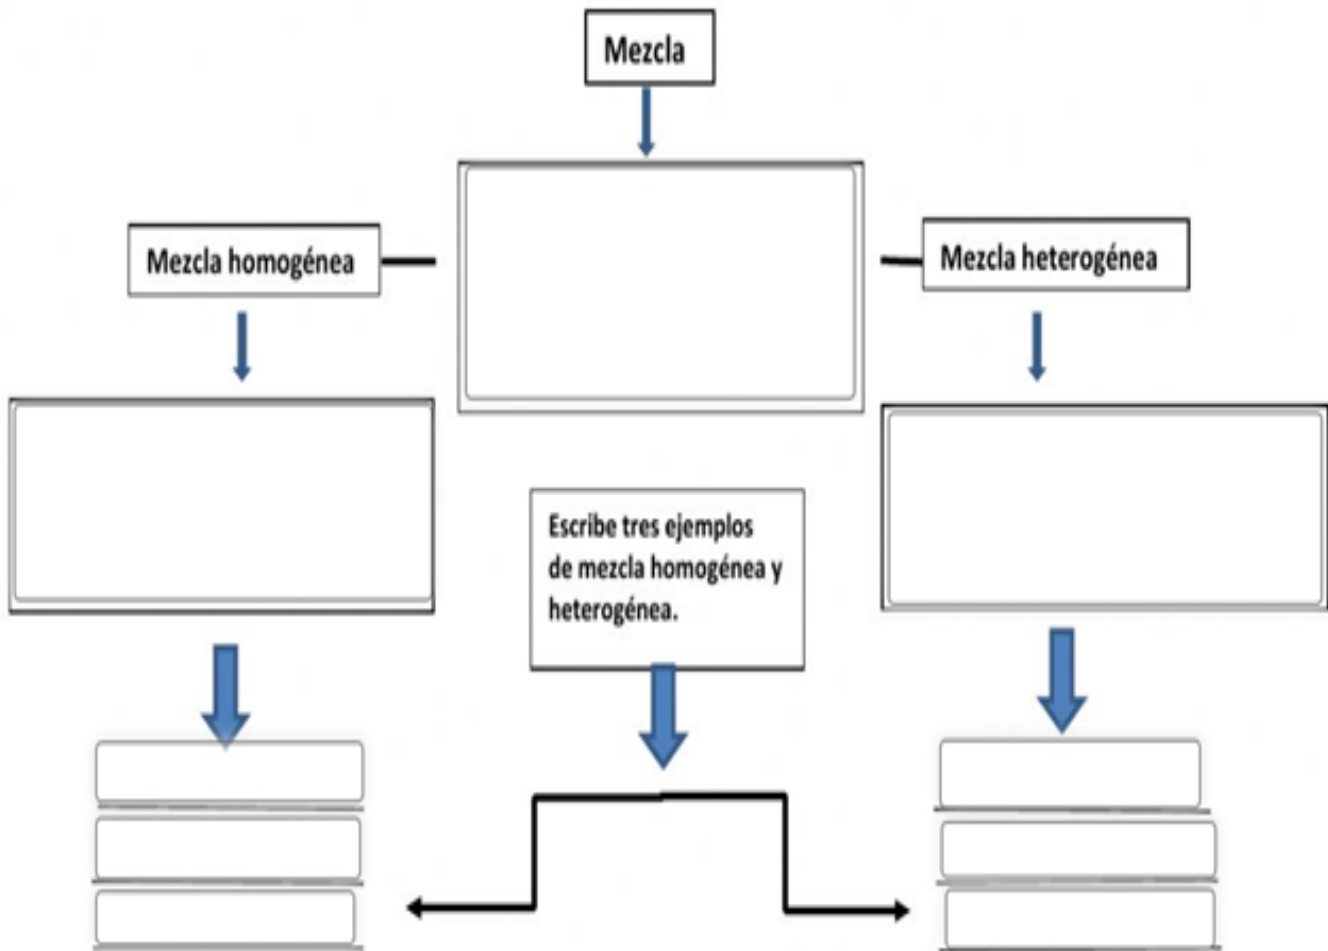 Mezcla
Mezcla homogénea
Mezcla heterogénea
Escribe tres ejemplos
de mezcla homogénea y
heterogénea.